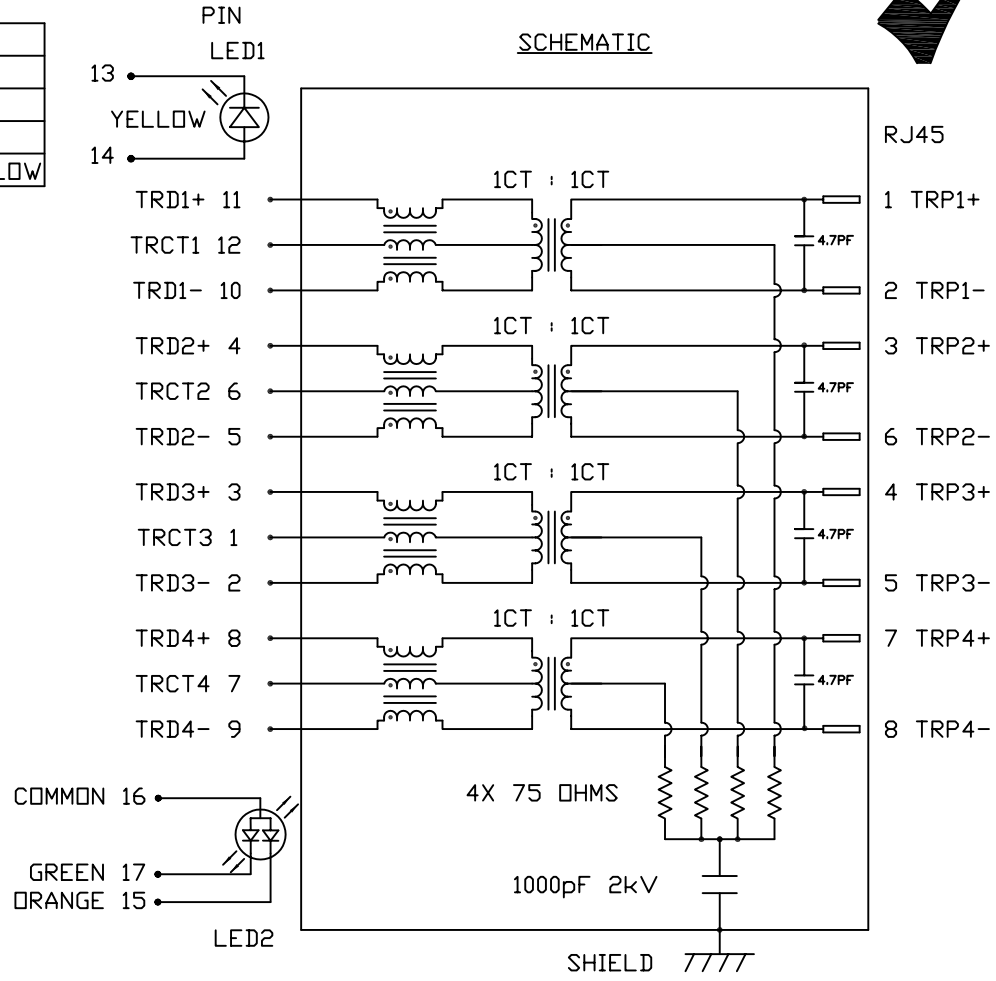 PIN
LED1
SCHEMATIC
13
YELLOW
14
LOW
RJ45
1CT : 1CT
TRD1+ 11
1 TRP1+
TRCT1 12
4.7PF
TRD1- 10
2 TRP1-
1CT : 1CT
TRD2+ 4
3 TRP2+
TRCT2 6
4.7PF
TRD2- 5
6 TRP2-
1CT : 1CT
TRD3+ 3
4 TRP3+
TRCT3 1
4.7PF
TRD3- 2
5 TRP3-
1CT : 1CT
TRD4+ 8
7 TRP4+
TRCT4 7
4.7PF
TRD4- 9
8 TRP4-
4X 75 OHMS
COMMON 16
GREEN 17
ORANGE 15
1000pF 2kV
LED2
SHIELD